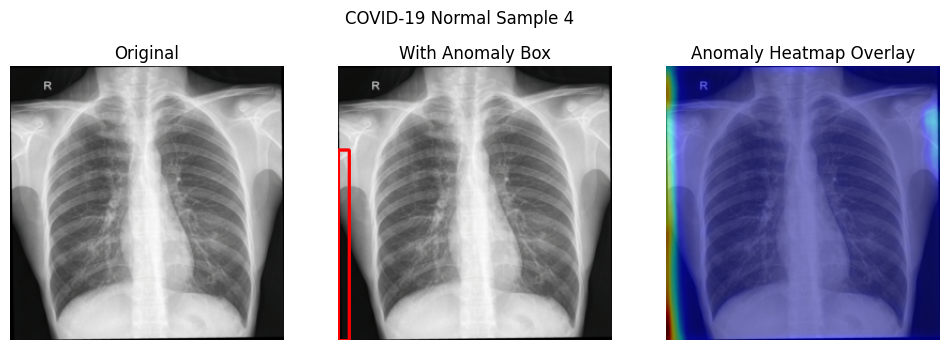 COVID-19 Normal Sample 4
Original
With Anomaly Box
Anomaly Heatmap Overlay
R
R
R